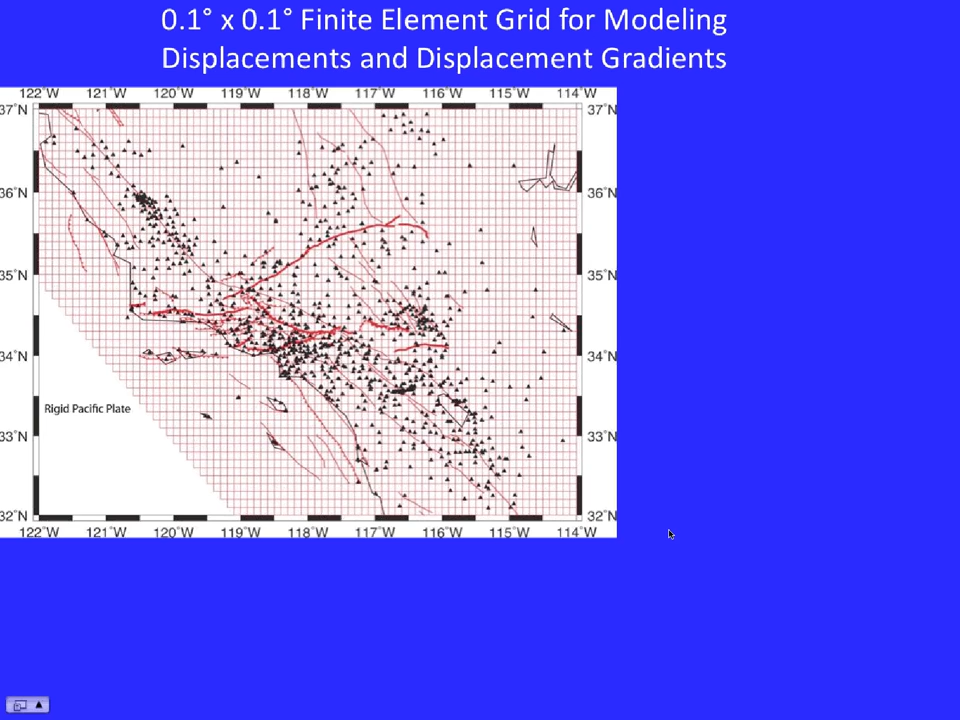 0.1° x 0.1° Finite Element Grid for Modeling
Displacements and Displacement Gradients
122˚W 121˚W 120˚W 119˚W 118˚W 117˚W 116˚W 115˚W 114˚W
37˚N 37˚N
36˚N 36˚N
35˚N 35˚N
34˚N 34˚N
Rigid Pacific Plate
33˚N 33˚N
32˚N 32˚N
122˚W 121˚W 120˚W 119˚W 118˚W 117˚W 116˚W 115˚W 114˚W